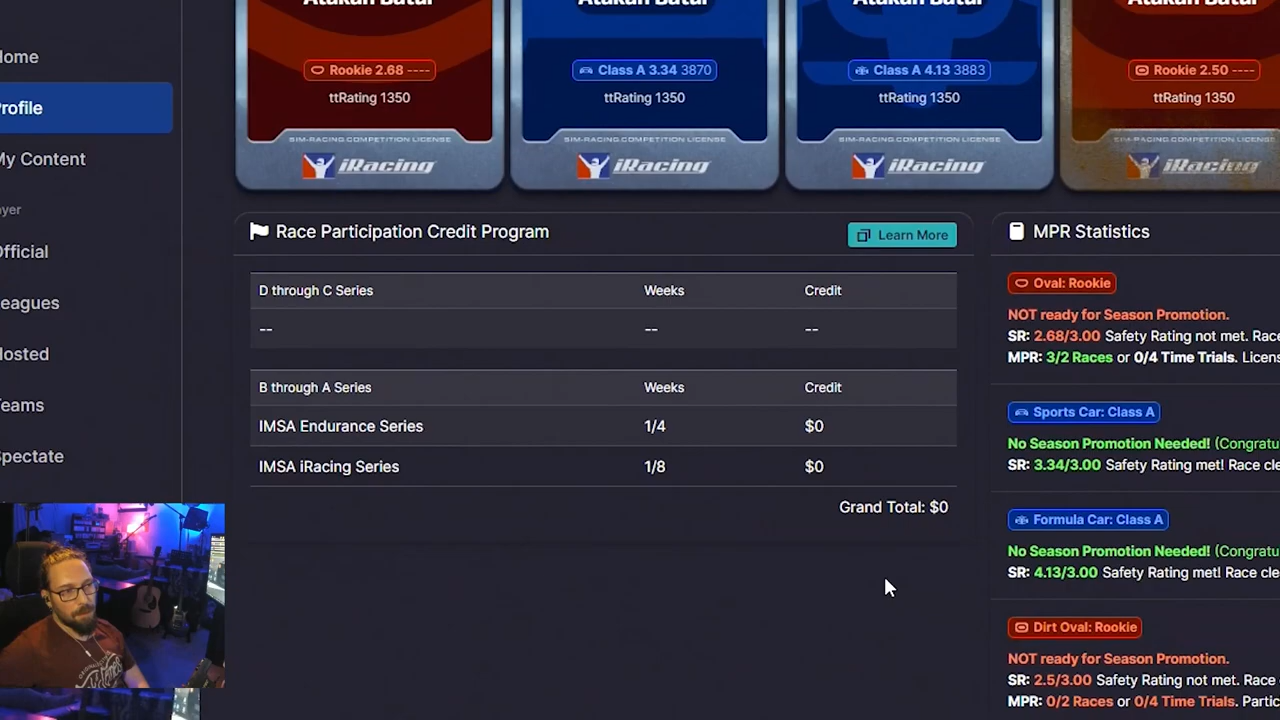 Atakan Batur
Atakan Batur
Atakan Batur
Atakan Batur
Rookie 2.68 ----
Class A 3.34 3870
Class A 4.13 3883
Rookie 2.50 ----
ttRating 1350
ttRating 1350
ttRating 1350
ttRating 1350
SIM-RACING COMPETITION LICENSE
SIM-RACING COMPETITION LICENSE
SIM-RACING COMPETITION LICENSE
SIM-RACING COMPETITION LICENSE
iRacing
iRacing
iRacing
iRacing
ome
rofile
My Content
ayer
fficial
eagues
osted
eams
pectate
Race Participation Credit Program
Learn More
D through C Series Weeks Credit
-- -- --
B through A Series Weeks Credit
IMSA Endurance Series 1/4 $0
IMSA iRacing Series 1/8 $0
Grand Total: $0
MPR Statistics
Oval: Rookie
NOT ready for Season Promotion.
SR: 2.68/3.00 Safety Rating not met. Race
MPR: 3/2 Races or 0/4 Time Trials. Licens
Sports Car: Class A
No Season Promotion Needed! (Congratu
SR: 3.34/3.00 Safety Rating met! Race cle
Formula Car: Class A
No Season Promotion Needed! (Congratu
SR: 4.13/3.00 Safety Rating met! Race cle
Dirt Oval: Rookie
NOT ready for Season Promotion.
SR: 2.5/3.00 Safety Rating not met. Race
MPR: 0/2 Races or 0/4 Time Trials. Partic